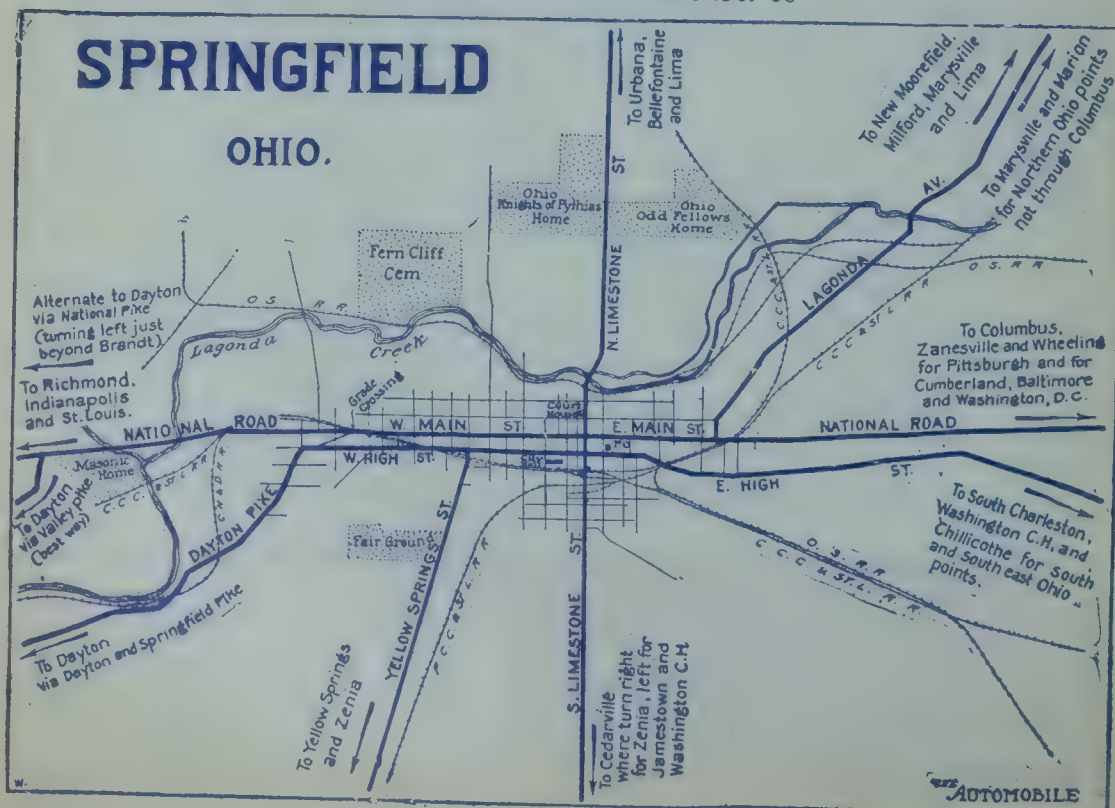 SPRINGFIELD
OHIO.
To Urbana,
Bellefontaine
and Lima
To New Moorefield,
Milford, Marysville
and Lima
To Marysville and Marion
for Northern Ohio points
not through Columbus
Ohio
Knights of Pythias
Home
Ohio
Odd Fellows
Home
ST.
N. LIMESTONE
AV.
LAGONDA
Fern Cliff
Cem
O. S. R R
O. S. R R
C. C. C. & ST. L.
C. C. C. & ST. L. R R
Alternate to Dayton
via National Pike
(turning left just
beyond Brandt)
Lagonda
Creek
To Richmond,
Indianapolis
and St. Louis.
Grade
Crossing
Court
House
To Columbus,
Zanesville and Wheeling
for Pittsburgh and for
Cumberland, Baltimore
and Washington, D.C.
NATIONAL ROAD
W MAIN ST
E. MAIN ST.
NATIONAL ROAD
W. HIGH ST.
E. HIGH ST.
Masonic
Home
C. C. C. & ST. L. R R
C. H. & D. R R
To Dayton
via Valley pike
(best way)
DAYTON PIKE
Fair Ground
YELLOW SPRINGS ST.
P. C. C. & ST. L. R.
O. S. R R
C. C. C. & ST. L. R. R.
To South Charleston,
Washington C.H. and
Chillicothe for South
and South east Ohio
points.
To Dayton
via Dayton and Springfield Pike
To Yellow Springs
and Zenia
S. LIMESTONE ST.
To Cedarville
where turn right
for Zenia, left for
Jamestown and
Washington C.H.
W.
THE AUTOMOBILE